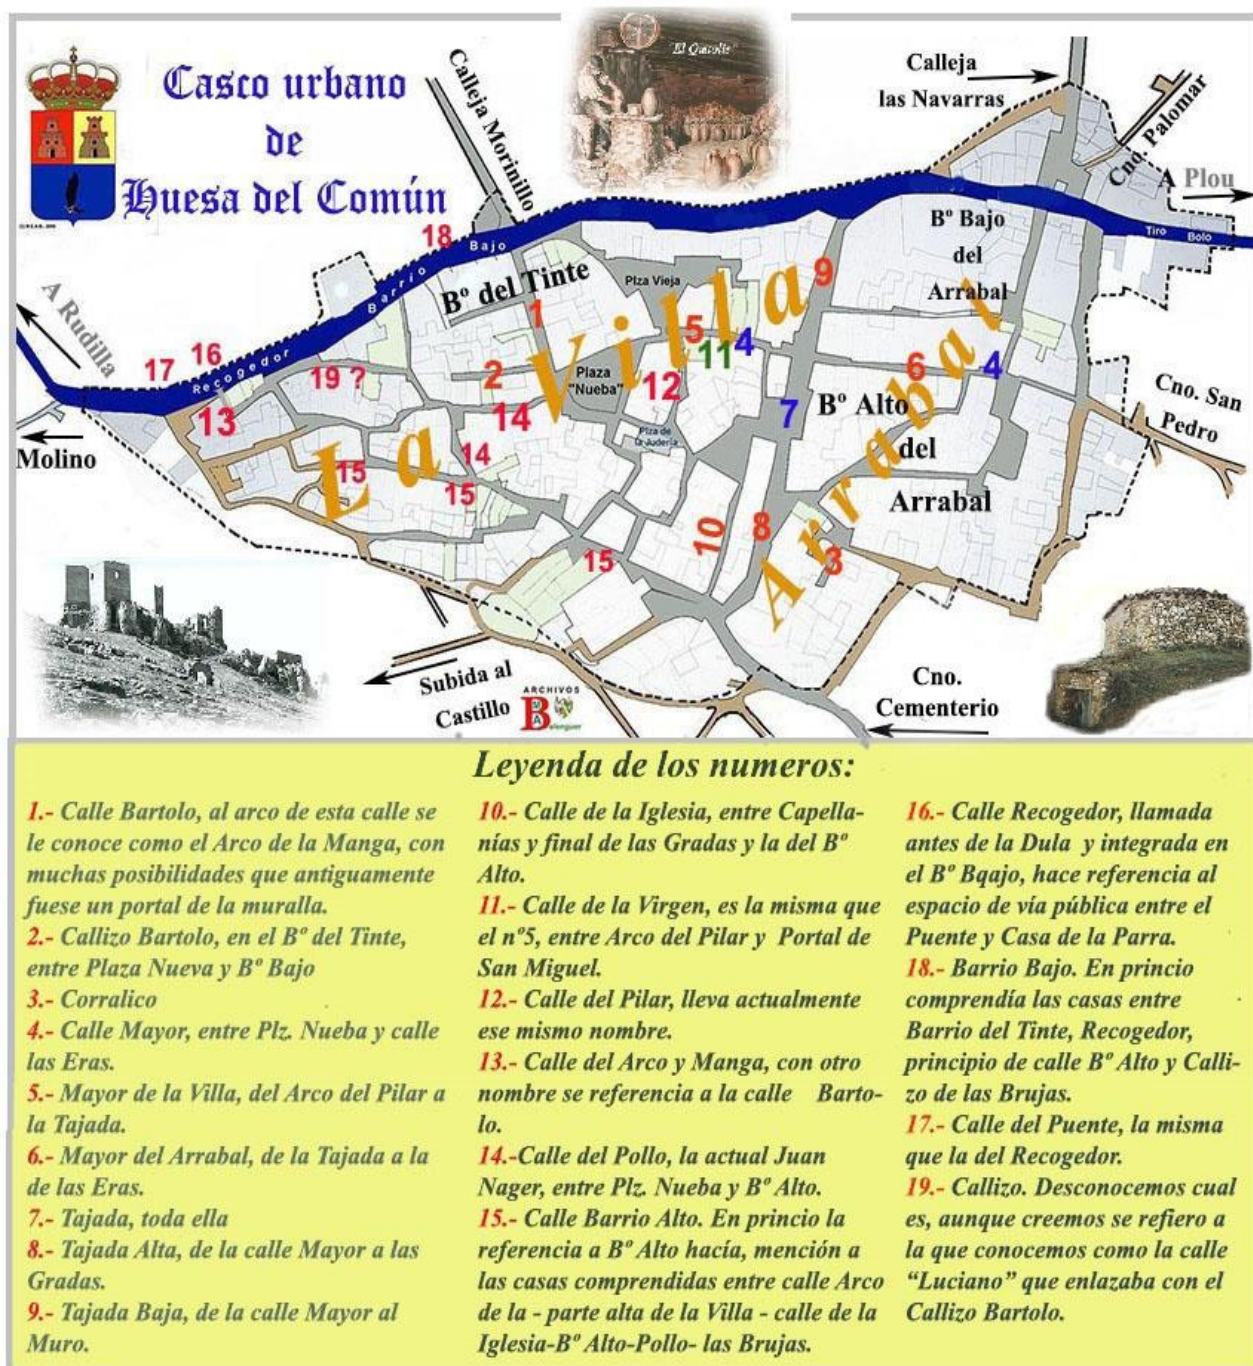 Casco urbano
de
Huesa del Común
"El Quiñolis"
Calleja Morinillo
Calleja
las Navarras
Cno. Palomar
A Plou
Tiro Bolo
18
Barrio Bajo
Bº del Tinte
Plza Vieja
9
Bº Bajo
del
Arrabal
A Rudilla
17
16
Recogedor
19 ?
1
2
Plaza
"Nueba"
5
4
11
12
6
4
13
14
Plza de
la Judería
7
Bº Alto
del
Arrabal
Cno. San
Pedro
Molino
La Villa
Arrabal
15
14
15
15
10
8
3
Subida al
Castillo
ARCHIVOS
B
Cno.
Cementerio
Leyenda de los numeros:
1.- Calle Bartolo, al arco de esta calle se
le conoce como el Arco de la Manga, con
muchas posibilidades que antiguamente
fuese un portal de la muralla.
2.- Callizo Bartolo, en el Bº del Tinte,
entre Plaza Nueva y Bº Bajo
3.- Corralico
4.- Calle Mayor, entre Plz. Nueba y calle
las Eras.
5.- Mayor de la Villa, del Arco del Pilar a
la Tajada.
6.- Mayor del Arrabal, de la Tajada a la
de las Eras.
7.- Tajada, toda ella
8.- Tajada Alta, de la calle Mayor a las
Gradas.
9.- Tajada Baja, de la calle Mayor al
Muro.
10.- Calle de la Iglesia, entre Capella-
nías y final de las Gradas y la del Bº
Alto.
11.- Calle de la Virgen, es la misma que
el nº5, entre Arco del Pilar y Portal de
San Miguel.
12.- Calle del Pilar, lleva actualmente
ese mismo nombre.
13.- Calle del Arco y Manga, con otro
nombre se referencia a la calle Barto-
lo.
14.-Calle del Pollo, la actual Juan
Nager, entre Plz. Nueba y Bº Alto.
15.- Calle Barrio Alto. En princio la
referencia a Bº Alto hacía, mención a
las casas comprendidas entre calle Arco
de la - parte alta de la Villa - calle de la
Iglesia-Bº Alto-Pollo- las Brujas.
16.- Calle Recogedor, llamada
antes de la Dula y integrada en
el Bº Bqajo, hace referencia al
espacio de vía pública entre el
Puente y Casa de la Parra.
18.- Barrio Bajo. En princio
comprendía las casas entre
Barrio del Tinte, Recogedor,
principio de calle Bº Alto y Calli-
zo de las Brujas.
17.- Calle del Puente, la misma
que la del Recogedor.
19.- Callizo. Desconocemos cual
es, aunque creemos se refiero a
la que conocemos como la calle
“Luciano” que enlazaba con el
Callizo Bartolo.